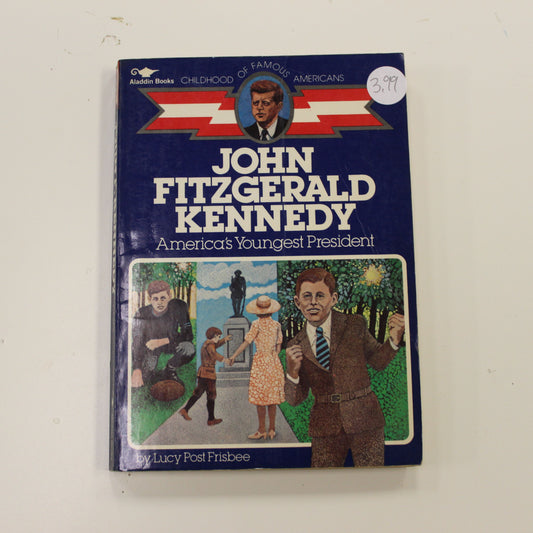 Aladdin Books
CHILDHOOD OF FAMOUS AMERICANS
3.99
JOHN
FITZGERALD
KENNEDY
America's Youngest President
by Lucy Post Frisbee